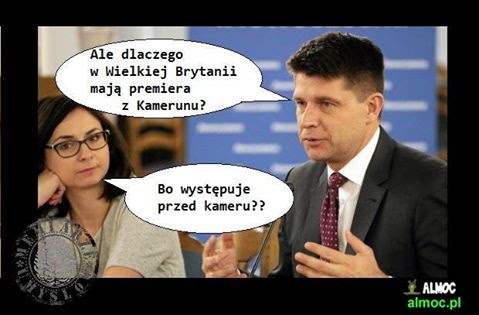 Ale dlaczego
w Wielkiej Brytanii
mają premiera
z Kamerunu?
Bo występuje
przed kameru??
ALMOC
almoc.pl